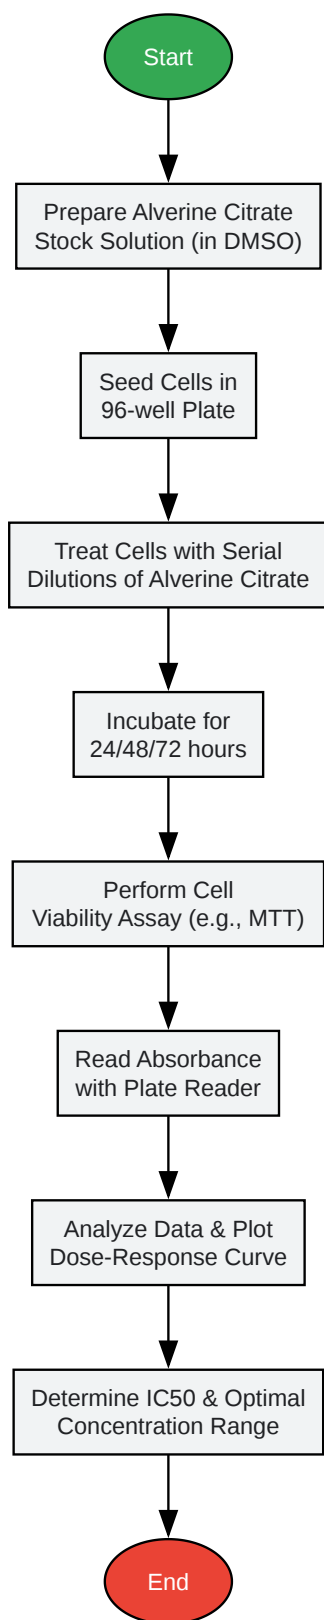 Start
Prepare Alverine Citrate
Stock Solution (in DMSO)
Seed Cells in
96-well Plate
Treat Cells with Serial
Dilutions of Alverine Citrate
Incubate for
24/48/72 hours
Perform Cell
Viability Assay (e.g., MTT)
Read Absorbance
with Plate Reader
Analyze Data & Plot
Dose-Response Curve
Determine IC50 & Optimal
Concentration Range
End